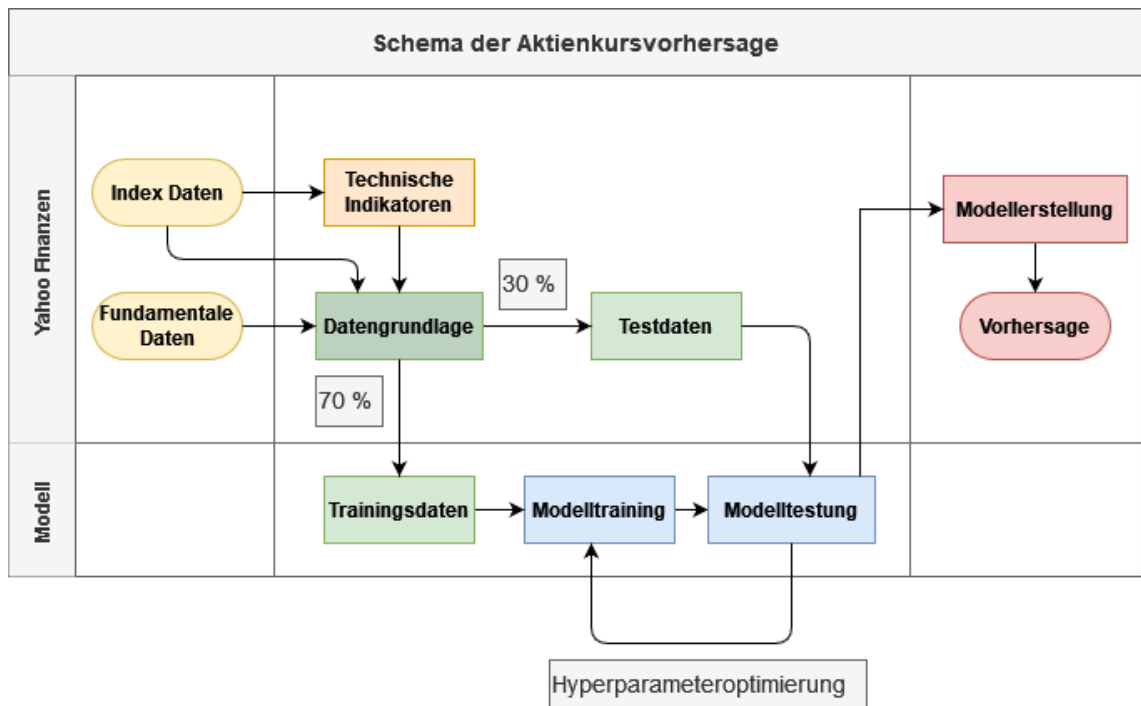 Schema der Aktienkursvorhersage
Yahoo Finanzen
Index Daten
Technische
Indikatoren
Modellerstellung
30 %
Fundamentale
Daten
Datengrundlage
Testdaten
Vorhersage
70 %
Modell
Trainingsdaten
Modelltraining
Modelltestung
Hyperparameteroptimierung